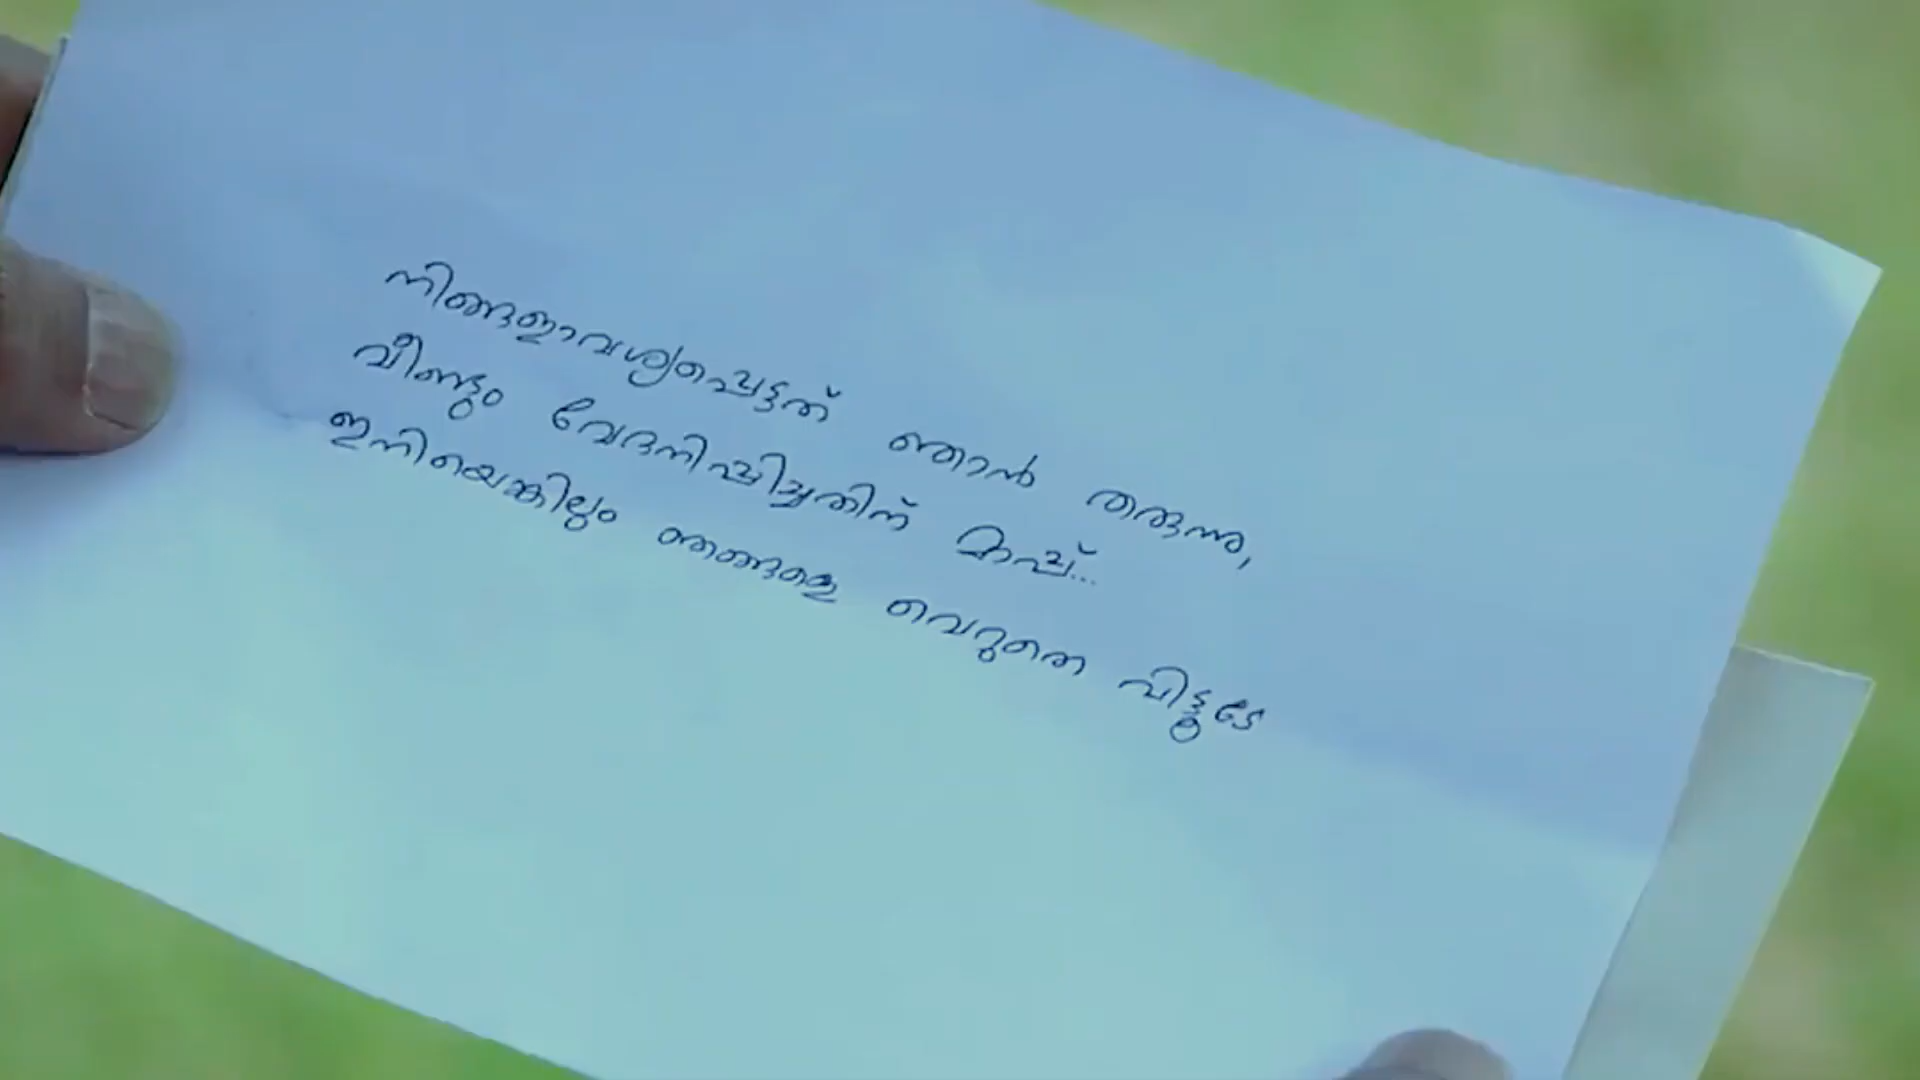 നിങ്ങളാവശ്യപ്പെട്ടത് ഞാൻ തരുന്നു,
വീണ്ടും വേദനിപ്പിച്ചതിന് മാപ്പ്...
ഇനിയെങ്കിലും ഞങ്ങളെ വെറുതെ വിട്ടൂടേ